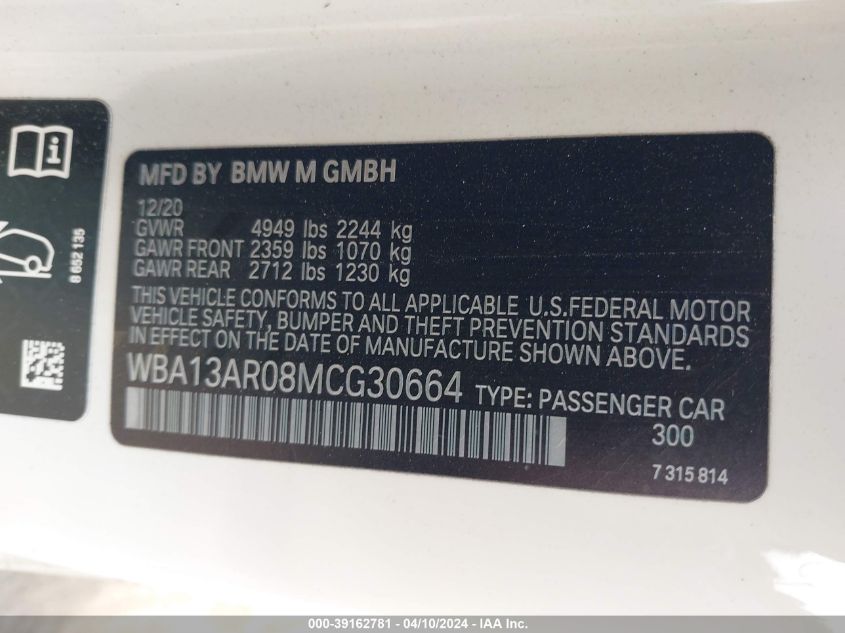 8 652 135
MFD BY BMW M GMBH
12/20
GVWR 4949 lbs 2244 kg
GAWR FRONT 2359 lbs 1070 kg
GAWR REAR 2712 lbs 1230 kg
THIS VEHICLE CONFORMS TO ALL APPLICABLE U.S.FEDERAL MOTOR
VEHICLE SAFETY, BUMPER AND THEFT PREVENTION STANDARDS
IN EFFECT ON THE DATE OF MANUFACTURE SHOWN ABOVE.
WBA13AR08MCG30664 TYPE: PASSENGER CAR
300
7 315 814
000-39162781 - 04/10/2024 - IAA Inc.